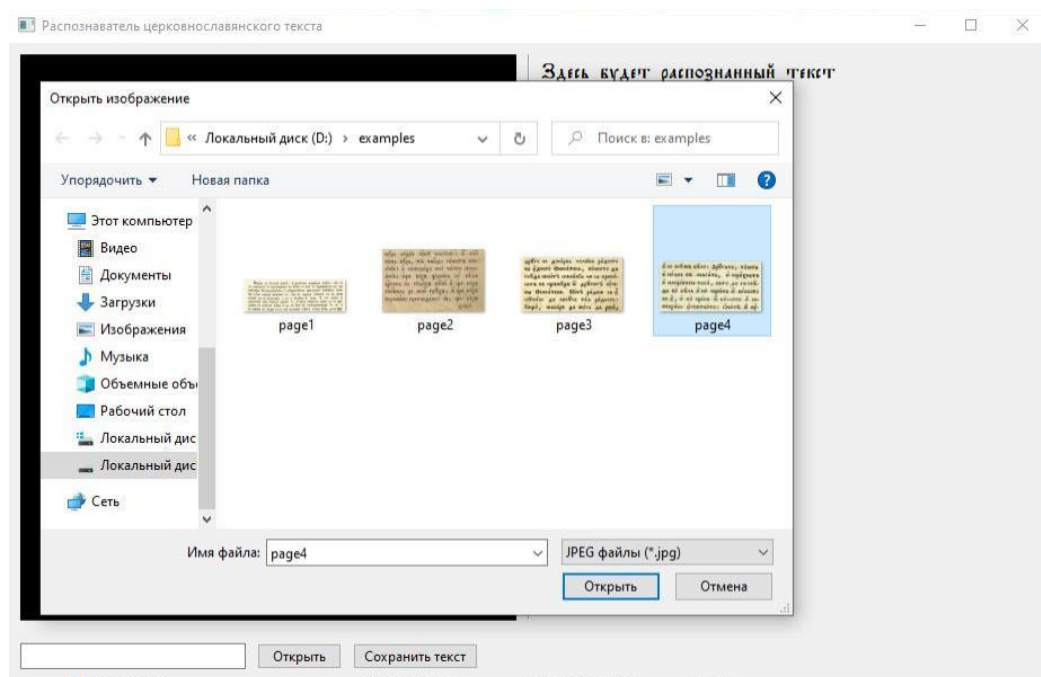 Распознаватель церковнославянского текста
Здесь будет распознанный текст
Открыть изображение
« Локальный диск (D:) › examples
Поиск в: examples
Упорядочить
Новая папка
Этот компьютер
Видео
Документы
Загрузки
Изображения
Музыка
Объемные объ
Рабочий стол
Локальный дис
Локальный дис
Сеть
page1
page2
page3
page4
Имя файла: page4
JPEG файлы (*.jpg)
Открыть
Отмена
Открыть
Сохранить текст